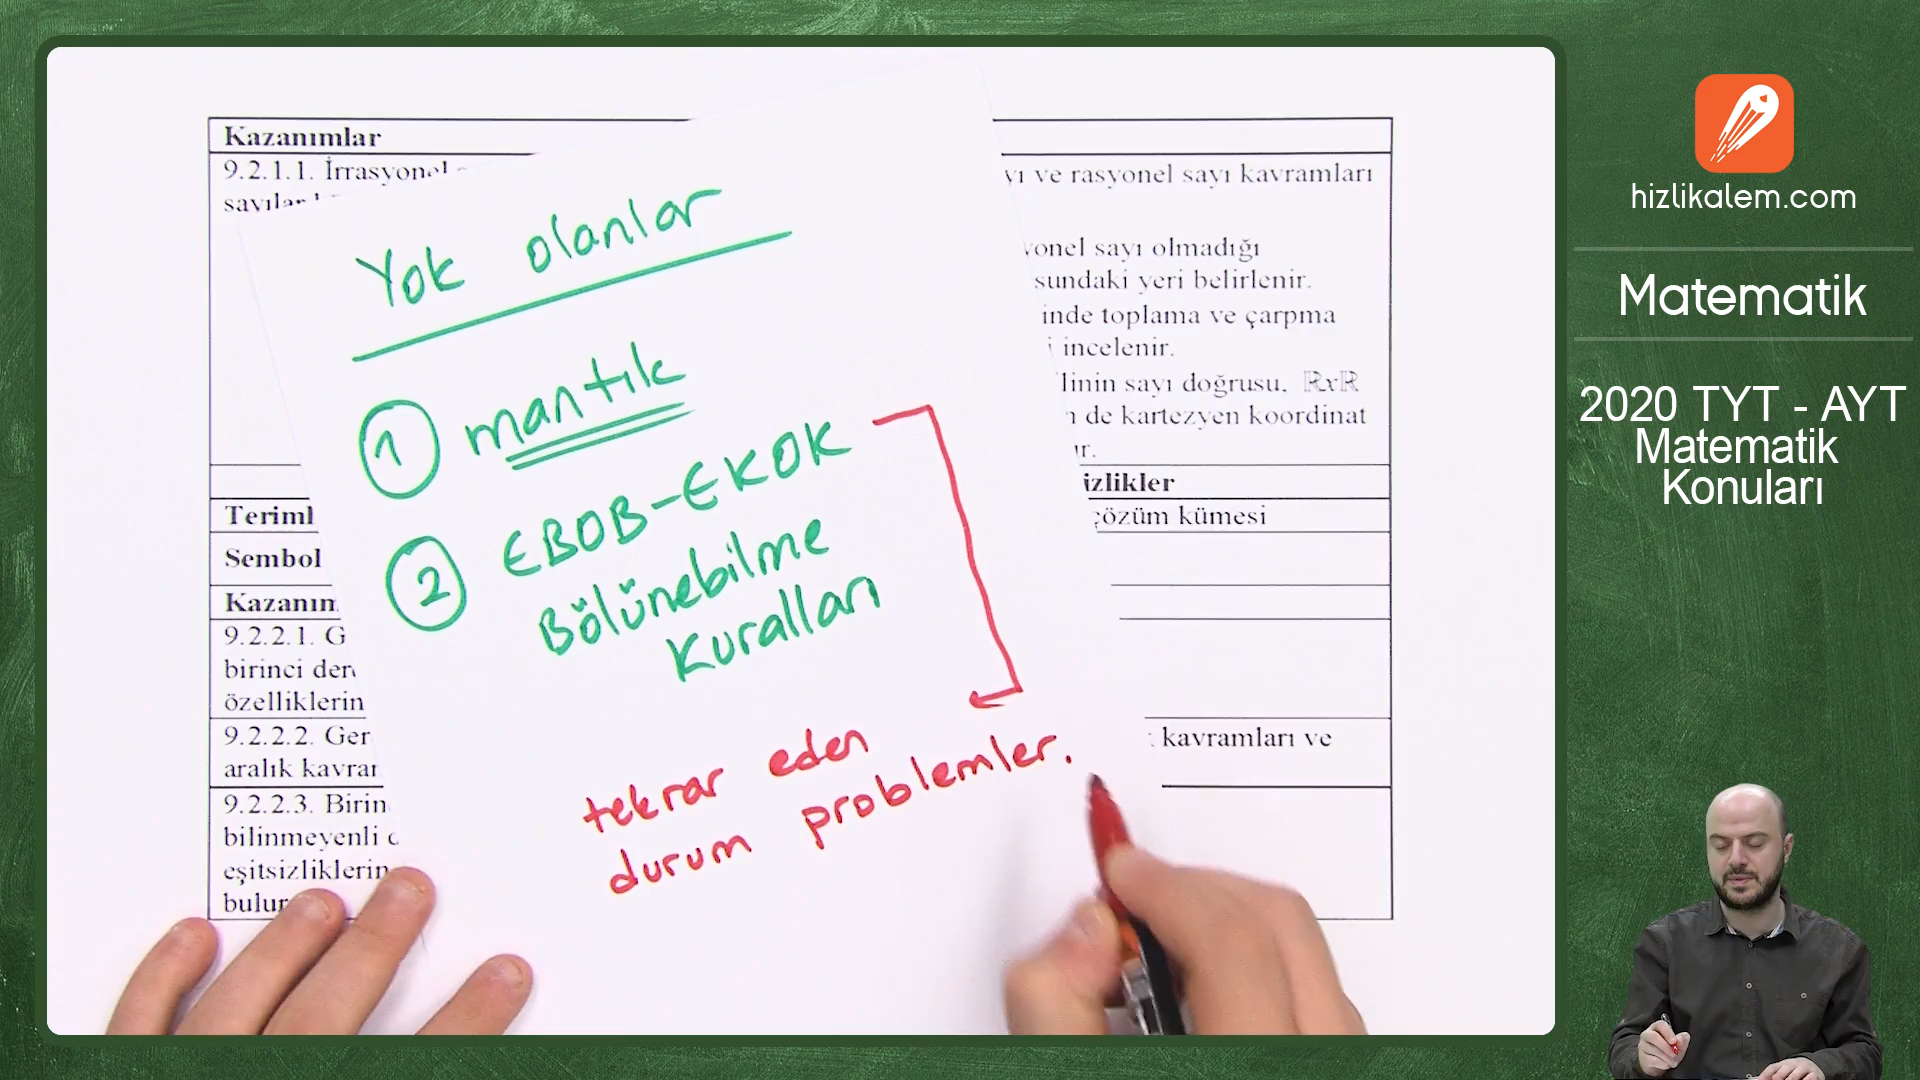 Kazanımlar
9.2.1.1. İrrasyonel
ve rasyonel sayı kavramları
sayılar
sayı olmadığı
sundaki yeri belirlenir.
inde toplama ve çarpma
incelenir.
linin sayı doğrusu, ℝxℝ
de kartezyen koordinat
ır.
izlikler
Teriml
çözüm kümesi
Sembol
Kazanım
9.2.2.1. G
birinci der
özelliklerin
9.2.2.2. Ger
kavramları ve
aralık kavram
9.2.2.3. Birin
bilinmeyenli
eşitsizliklerin
bulur
Yok olanlar
1 mantık
2 EBOB-EKOK
Bölünebilme
Kuralları
tekrar eden
durum problemler.
hizlikalem.com
Matematik
2020 TYT - AYT
Matematik
Konuları